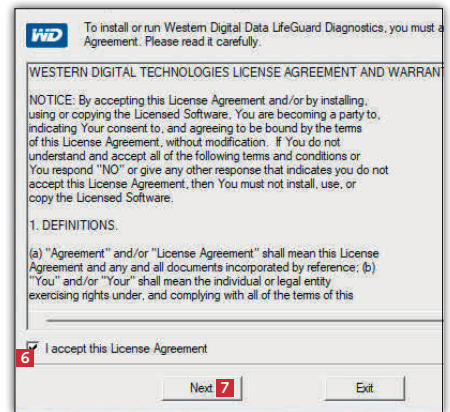 WD
To install or run Western Digital Data LifeGuard Diagnostics, you must a
Agreement. Please read it carefully.
WESTERN DIGITAL TECHNOLOGIES LICENSE AGREEMENT AND WARRANT
NOTICE: By accepting this License Agreement and/or by installing,
using or copying the Licensed Software, You are becoming a party to,
indicating Your consent to, and agreeing to be bound by the terms
of this License Agreement, without modification. If You do not
understand and accept all of the following terms and conditions or
You respond "NO" or give any other response that indicates you do not
accept this License Agreement, then You must not install, use, or
copy the Licensed Software.
1. DEFINITIONS.
(a) "Agreement" and/or "License Agreement" shall mean this License
Agreement and any and all documents incorporated by reference; (b)
"You" and/or "Your" shall mean the individual or legal entity
exercising rights under, and complying with all of the terms of this
6 I accept this License Agreement
Next 7 Exit